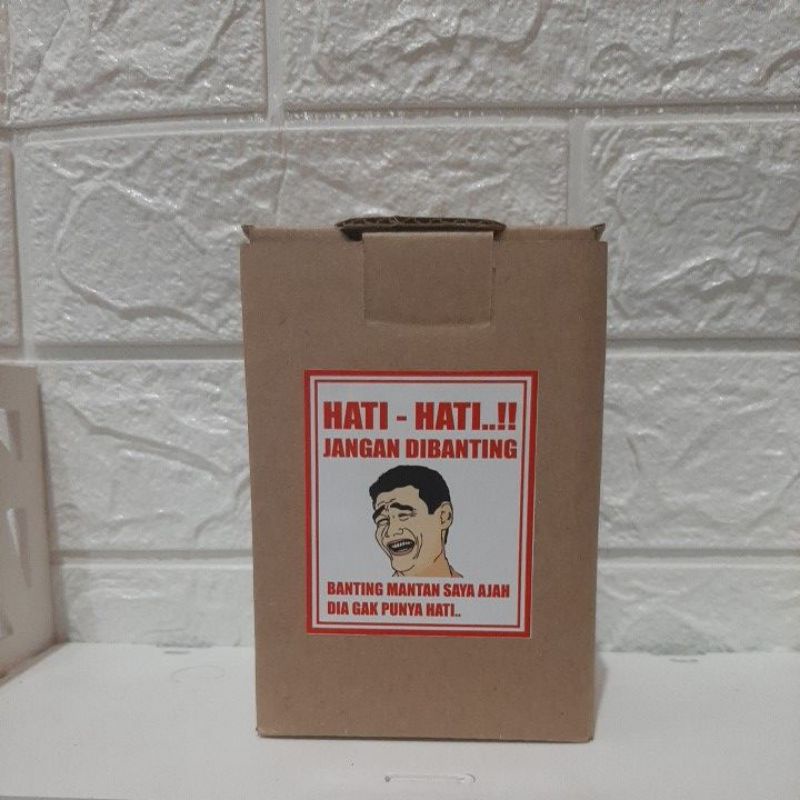 HATI - HATI..!!
JANGAN DIBANTING
BANTING MANTAN SAYA AJAH
DIA GAK PUNYA HATI..